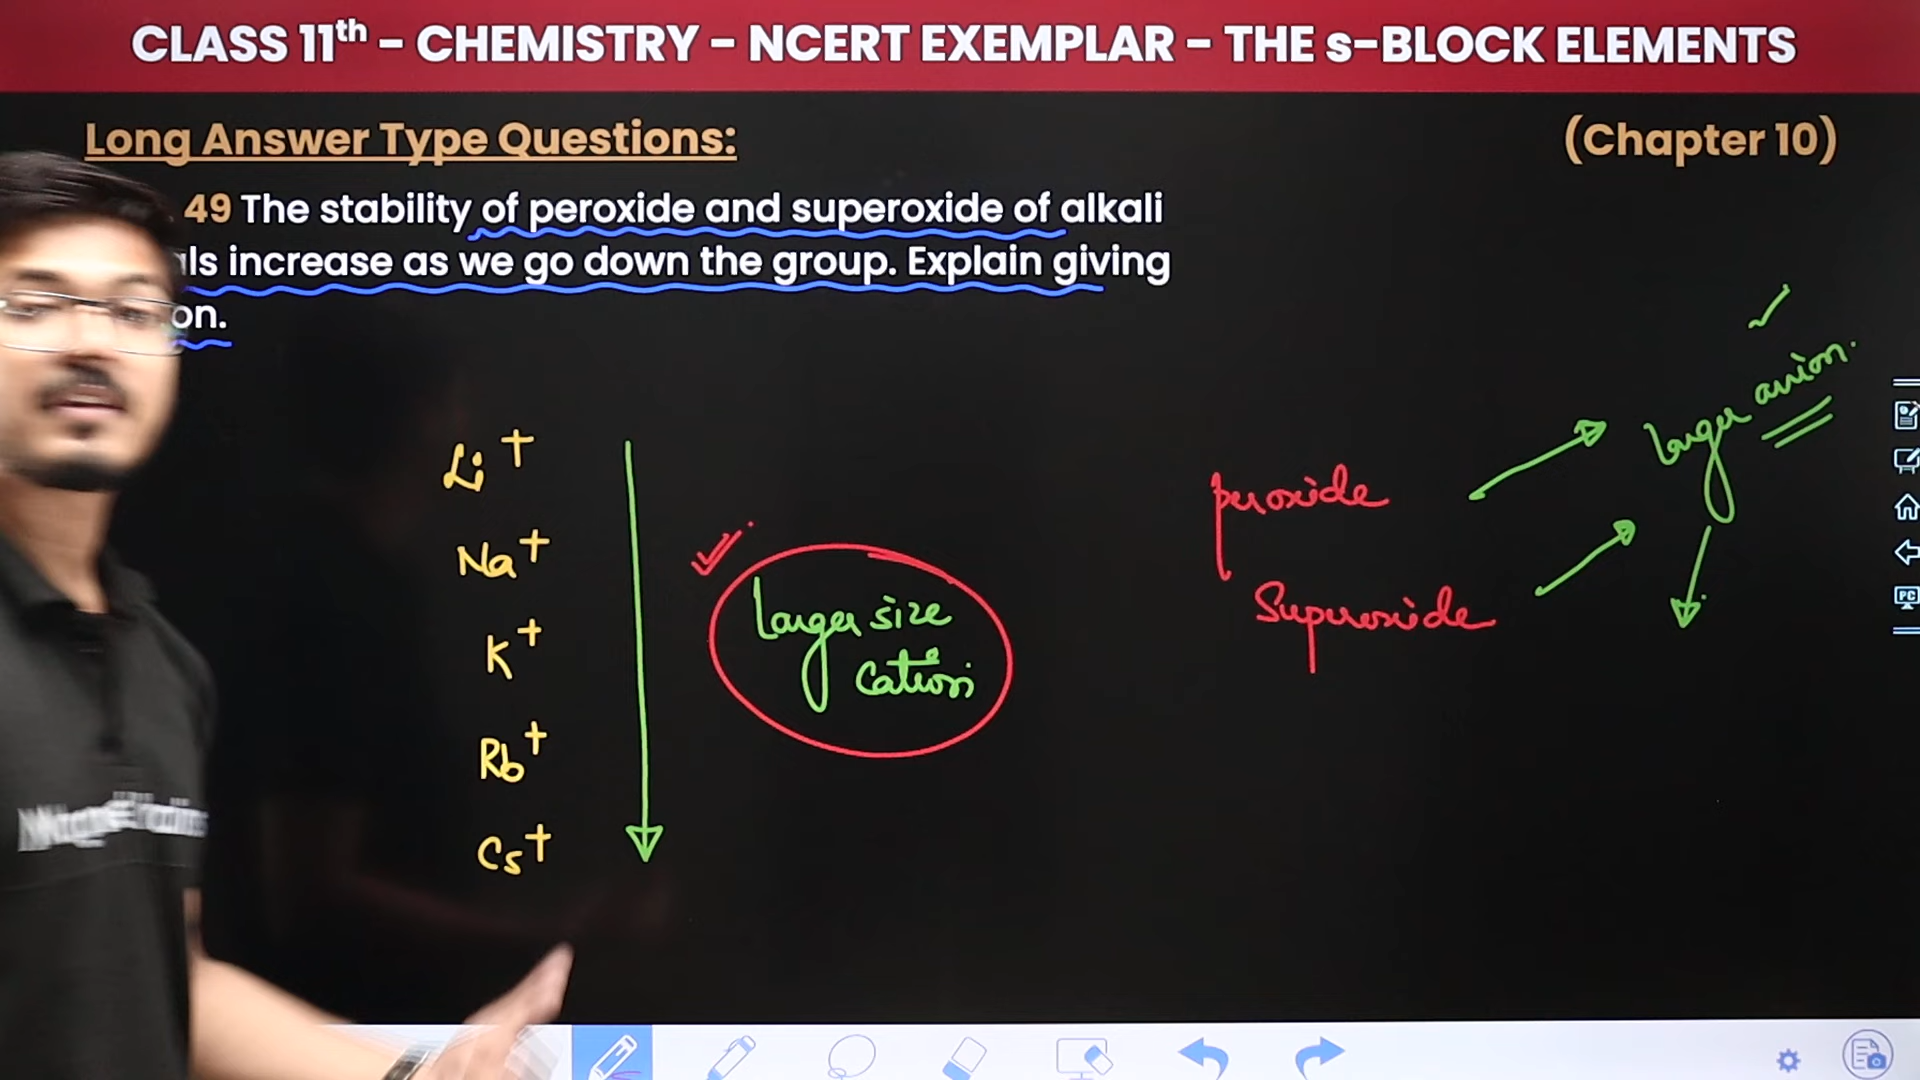 CLASS 11th - CHEMISTRY - NCERT EXEMPLAR - THE s-BLOCK ELEMENTS
Long Answer Type Questions:
(Chapter 10)
49 The stability of peroxide and superoxide of alkali
ls increase as we go down the group. Explain giving
on.
Li+
Na+
K+
Rb+
Cs+
Larger size
cation
peroxide
Superoxide
larger anion.
PC